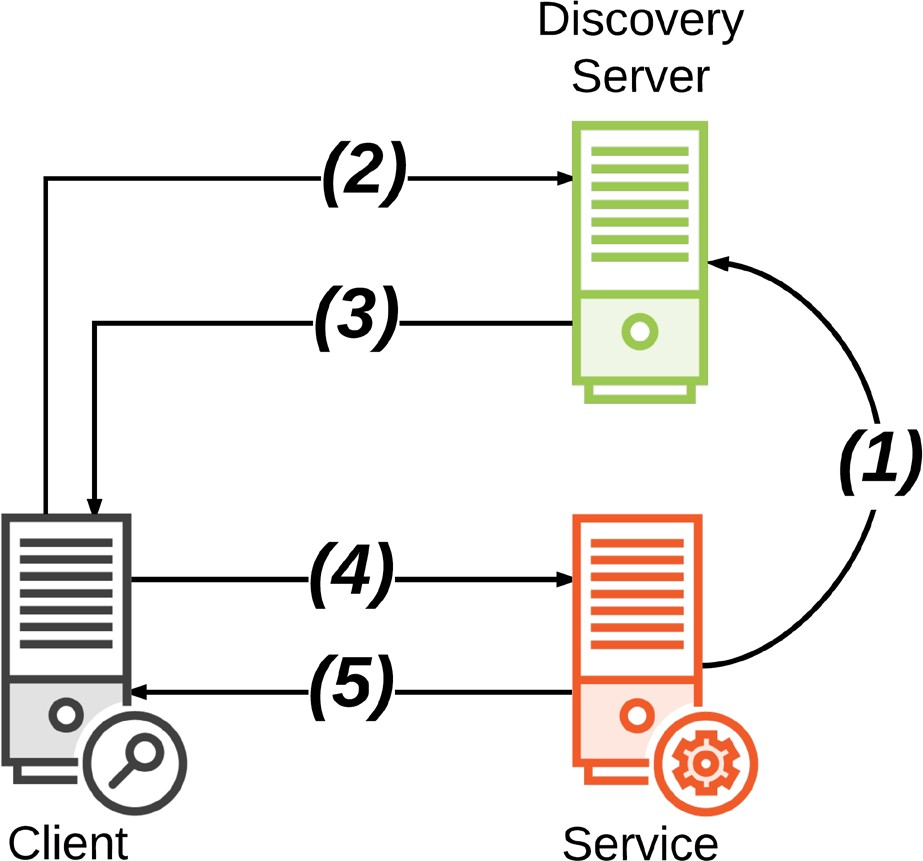 Discovery
Server
(2)
(3)
(1)
(4)
(5)
Client
Service